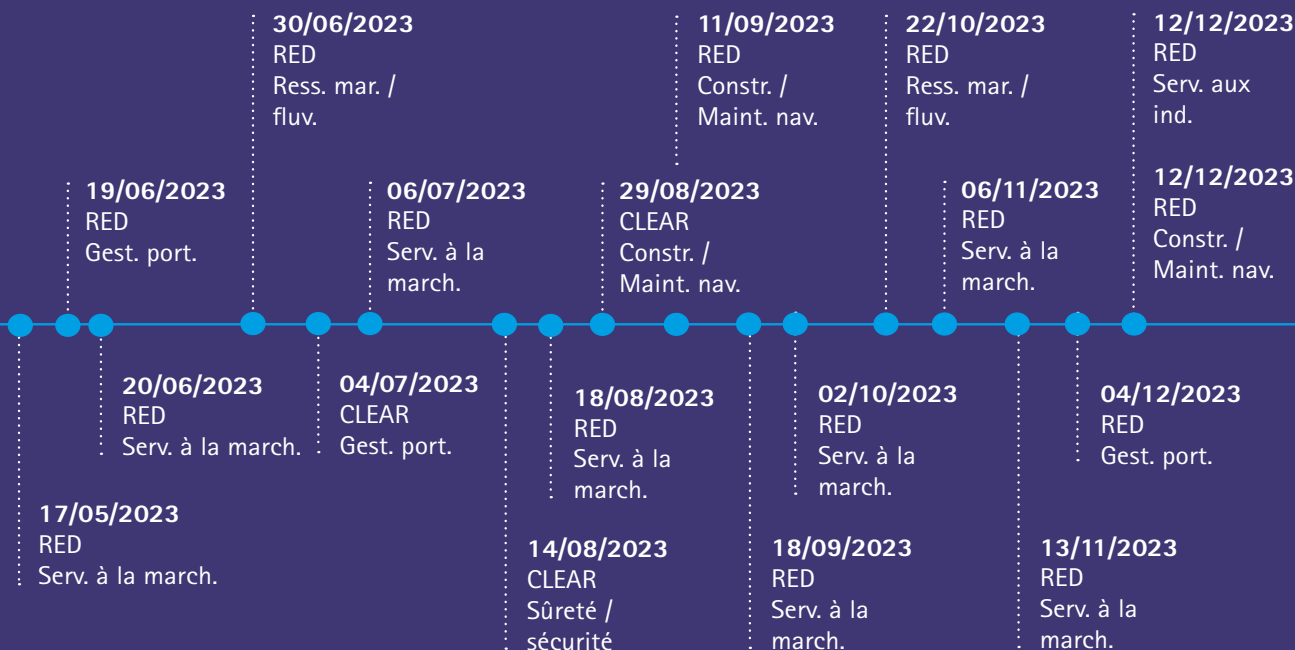 30/06/2023
RED
Ress. mar. /
fluv.
11/09/2023
RED
Constr. /
Maint. nav.
22/10/2023
RED
Ress. mar. /
fluv.
12/12/2023
RED
Serv. aux
ind.
19/06/2023
RED
Gest. port.
06/07/2023
RED
Serv. à la
march.
29/08/2023
CLEAR
Constr. /
Maint. nav.
06/11/2023
RED
Serv. à la
march.
12/12/2023
RED
Constr. /
Maint. nav.
20/06/2023
RED
Serv. à la march.
04/07/2023
CLEAR
Gest. port.
18/08/2023
RED
Serv. à la
march.
02/10/2023
RED
Serv. à la
march.
04/12/2023
RED
Gest. port.
17/05/2023
RED
Serv. à la march.
14/08/2023
CLEAR
Sûreté /
sécurité
18/09/2023
RED
Serv. à la
march.
13/11/2023
RED
Serv. à la
march.